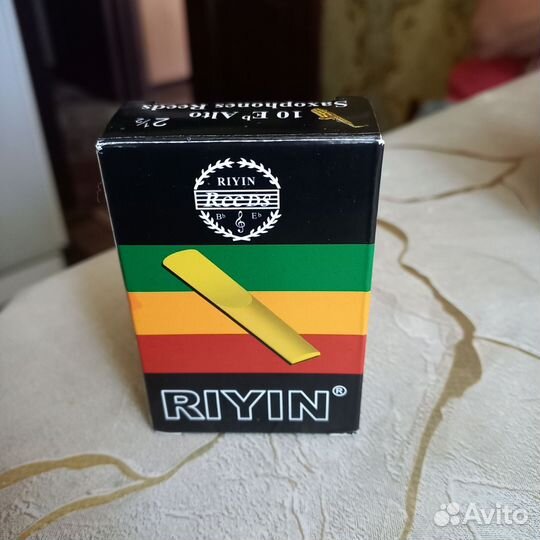 2½
10 E♭ Alto
Saxophones Reeds
RIYIN
Reeds
B♭ E♭
RIYIN®
Avito